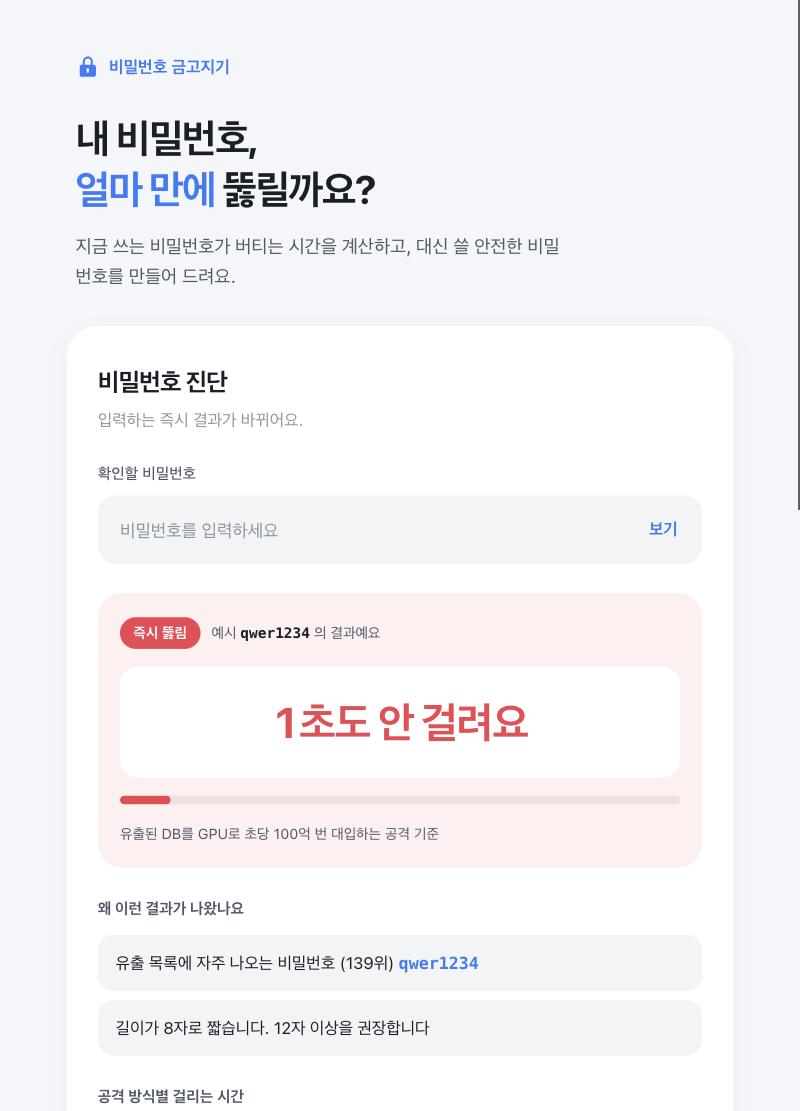 비밀번호 금고지기
내 비밀번호,
얼마 만에 뚫릴까요?
지금 쓰는 비밀번호가 버티는 시간을 계산하고, 대신 쓸 안전한 비밀
번호를 만들어 드려요.
비밀번호 진단
입력하는 즉시 결과가 바뀌어요.
확인할 비밀번호
비밀번호를 입력하세요 보기
즉시 뚫림 예시 qwer1234 의 결과예요
1초도 안 걸려요
유출된 DB를 GPU로 초당 100억 번 대입하는 공격 기준
왜 이런 결과가 나왔나요
유출 목록에 자주 나오는 비밀번호 (139위) qwer1234
길이가 8자로 짧습니다. 12자 이상을 권장합니다
공격 방식별 걸리는 시간